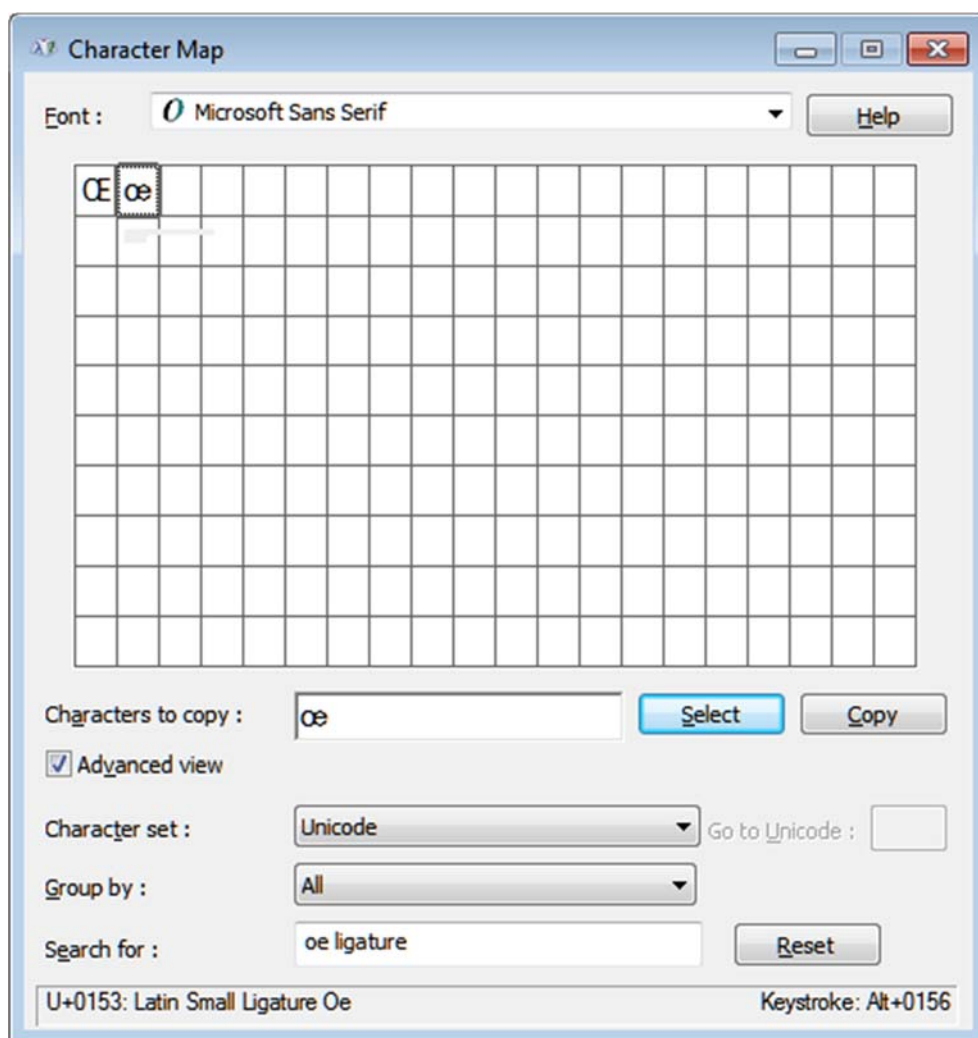 Character Map
Font : O Microsoft Sans Serif Help
Œ œ
Characters to copy : œ Select Copy
Advanced view
Character set : Unicode Go to Unicode :
Group by : All
Search for : oe ligature Reset
U+0153: Latin Small Ligature Oe Keystroke: Alt+0156